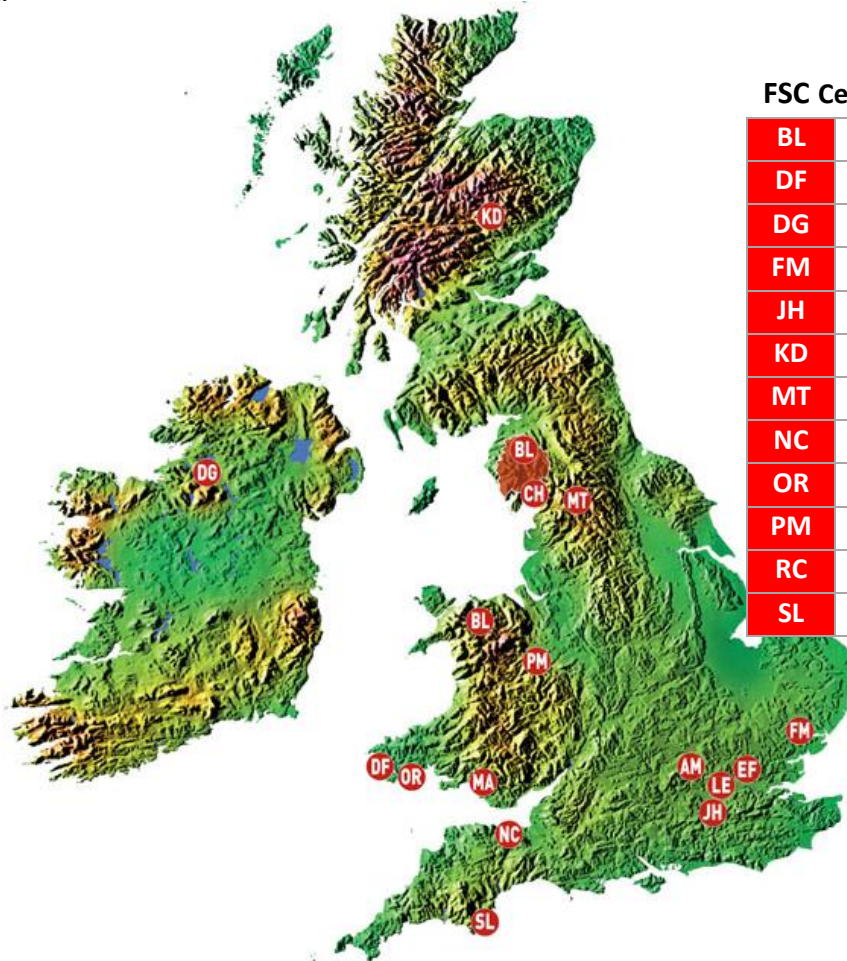 FSC Ce
BL
DF
DG
FM
JH
KD
MT
NC
OR
PM
RC
SL
KD
BL
DG
CH
MT
BL
PM
FM
DF
OR
MA
AM
LE
EF
JH
NC
SL